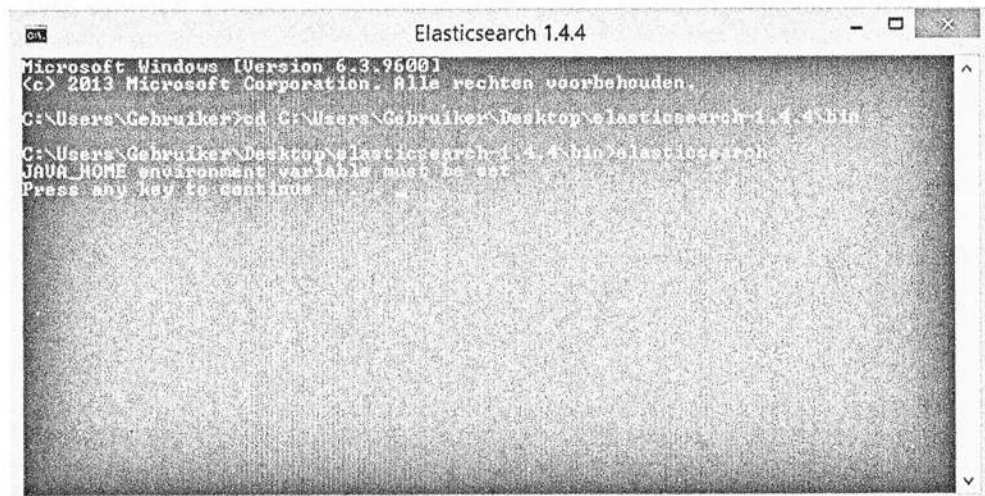 Elasticsearch 1.4.4
Microsoft Windows [Version 6.3.9600]
(c) 2013 Microsoft Corporation. Alle rechten voorbehouden.
C:\Users\Gebruiker>cd C:\Users\Gebruiker\Desktop\elasticsearch-1.4.4\bin
C:\Users\Gebruiker\Desktop\elasticsearch-1.4.4\bin>elasticsearch
JAVA_HOME environment variable must be set
Press any key to continue . . . _